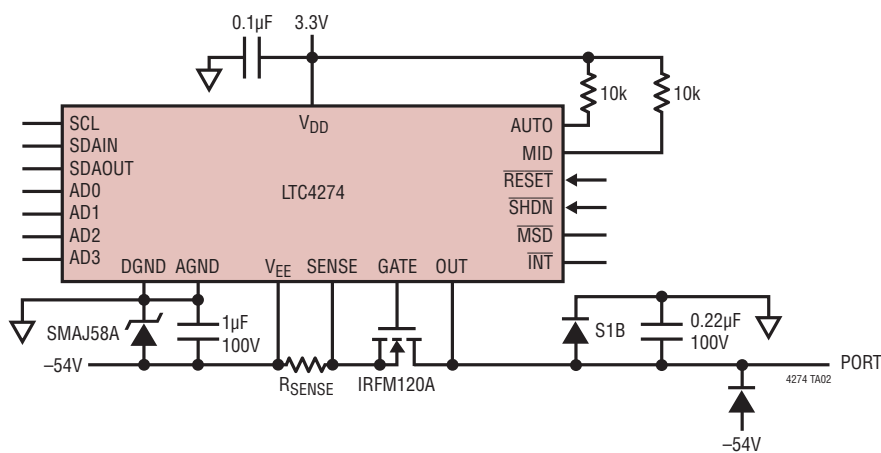 0.1µF 3.3V
10k 10k
SCL
SDAIN
SDAOUT
AD0
AD1
AD2
AD3
VDD
LTC4274
AUTO
MID
RESET
SHDN
MSD
INT
DGND AGND VEE SENSE GATE OUT
SMAJ58A
1µF
100V
S1B
0.22µF
100V
–54V
RSENSE
IRFM120A
PORT
4274 TA02
–54V